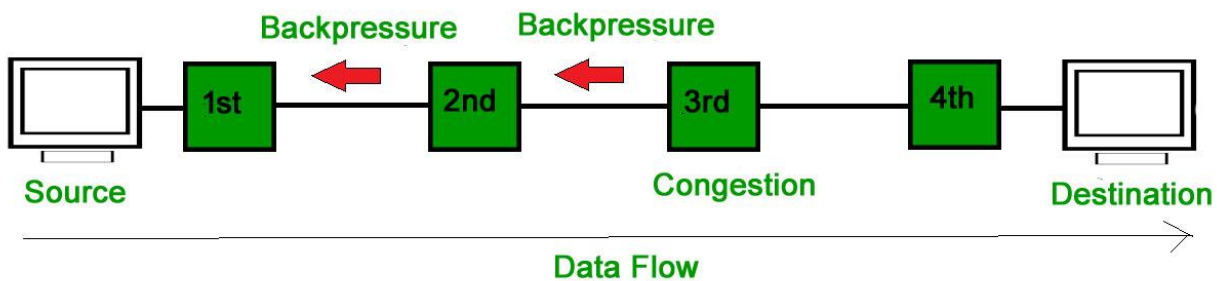 Backpressure
Backpressure
1st
2nd
3rd
4th
Source
Congestion
Destination
Data Flow